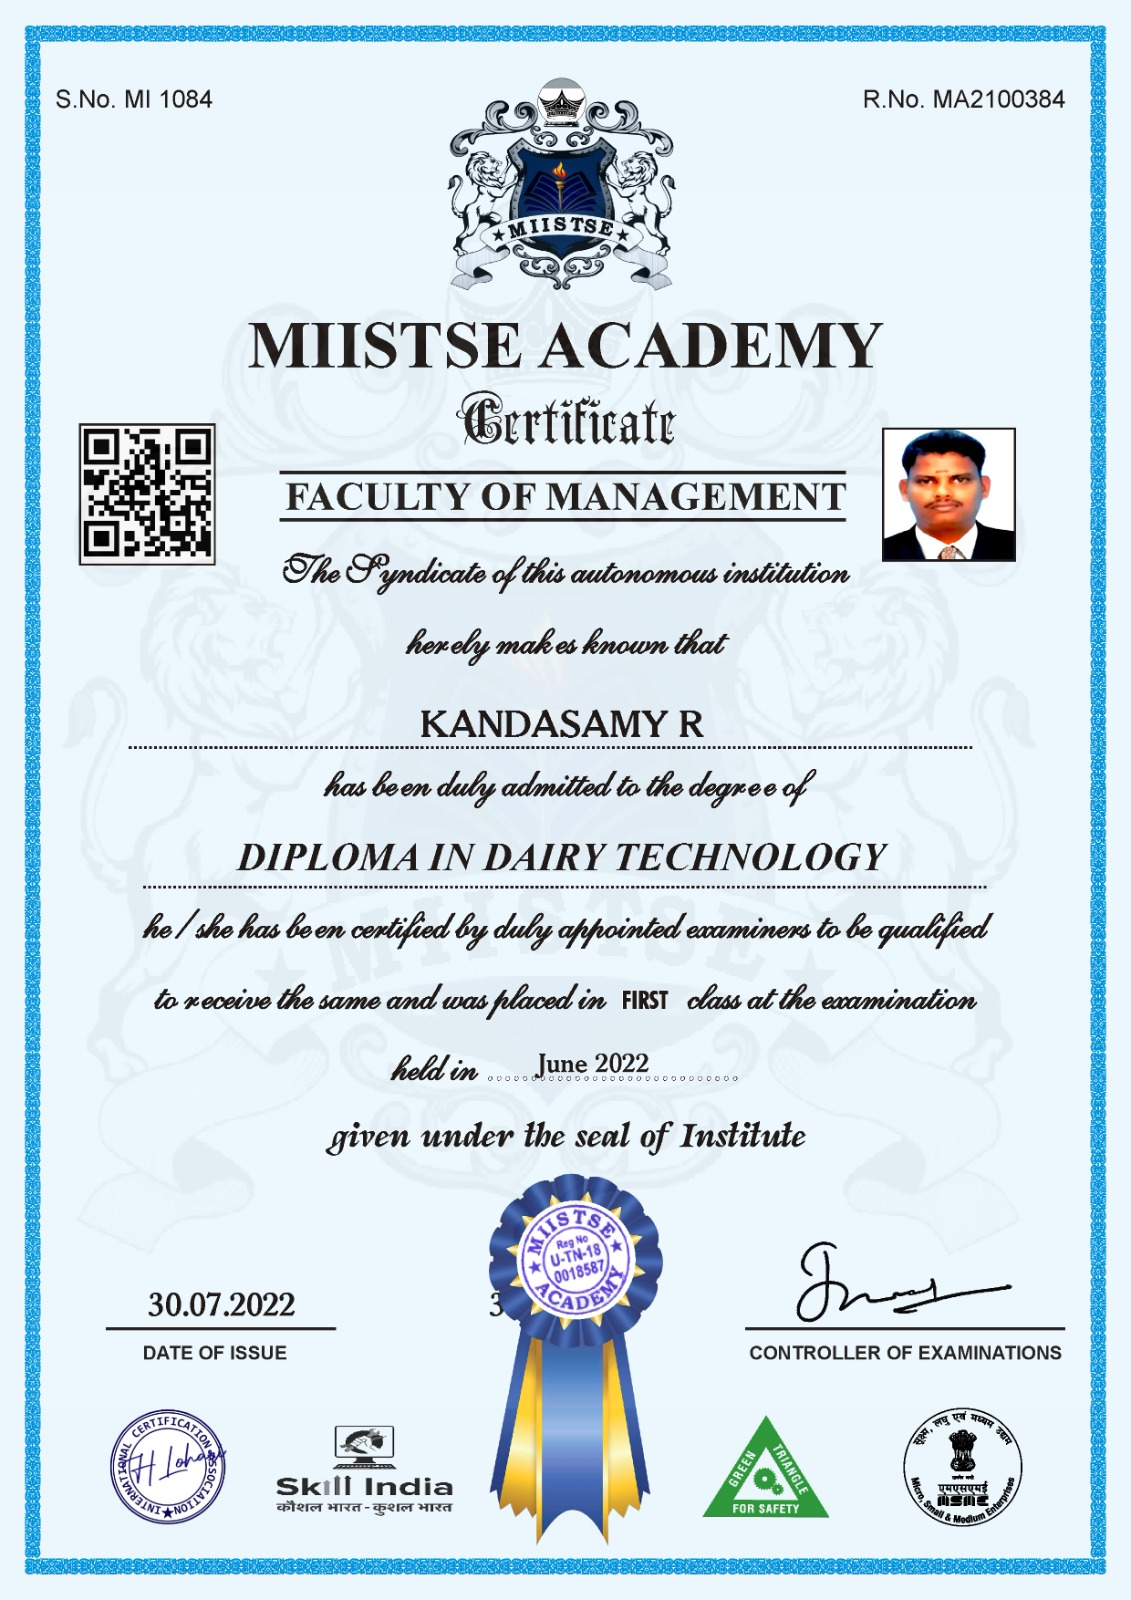 S.No. MI 1084
R.No. MA2100384
★ MIISTSE ★
MIISTSE ACADEMY
Certificate
FACULTY OF MANAGEMENT
The Syndicate of this autonomous institution
herely makes known that
KANDASAMY R
has been duly admitted to the degree of
DIPLOMA IN DAIRY TECHNOLOGY
he/she has been certified by duly appointed examiners to be qualified
to receive the same and was placed in FIRST class at the examination
held in June 2022
given under the seal of Institute
MIISTSE
Reg No
U-TN-18
0018587
ACADEMY
30.07.2022
3
DATE OF ISSUE
CONTROLLER OF EXAMINATIONS
INTERNATIONAL CERTIFICATION ASSOCIATION
Skill India
कौशल भारत - कुशल भारत
GREEN TRIANGLE
FOR SAFETY
सूक्ष्म, लघु एवं मध्यम उद्यम
एमएसएमई
MSME
Micro, Small & Medium Enterprises
MIISTSE